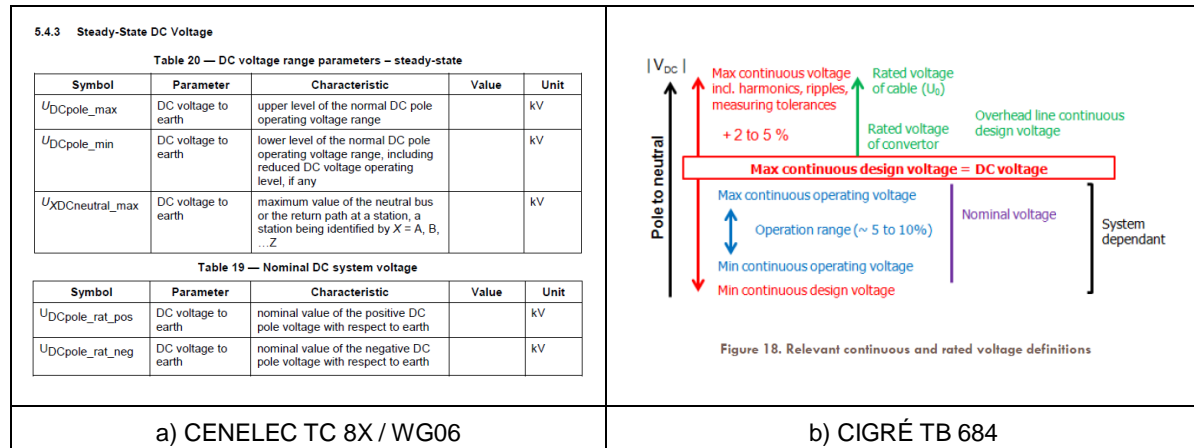 5.4.3 Steady-State DC Voltage
Table 20 — DC voltage range parameters – steady-state
Symbol Parameter Characteristic Value Unit
UDCpole_max DC voltage to earth upper level of the normal DC pole operating voltage range kV
UDCpole_min DC voltage to earth lower level of the normal DC pole operating voltage range, including reduced DC voltage operating level, if any kV
UXDCneutral_max DC voltage to earth maximum value of the neutral bus or the return path at a station, a station being identified by X = A, B, …Z kV
Table 19 — Nominal DC system voltage
Symbol Parameter Characteristic Value Unit
UDCpole_rat_pos DC voltage to earth nominal value of the positive DC pole voltage with respect to earth kV
UDCpole_rat_neg DC voltage to earth nominal value of the negative DC pole voltage with respect to earth kV
a) CENELEC TC 8X / WG06
|VDC|
Pole to neutral
Max continuous voltage
incl. harmonics, ripples,
measuring tolerances
+ 2 to 5 %
Rated voltage
of cable (U0)
Rated voltage
of convertor
Overhead line continuous
design voltage
Max continuous design voltage = DC voltage
Max continuous operating voltage
Operation range (~ 5 to 10%)
Min continuous operating voltage
Min continuous design voltage
Nominal voltage
System
dependant
Figure 18. Relevant continuous and rated voltage definitions
b) CIGRÉ TB 684